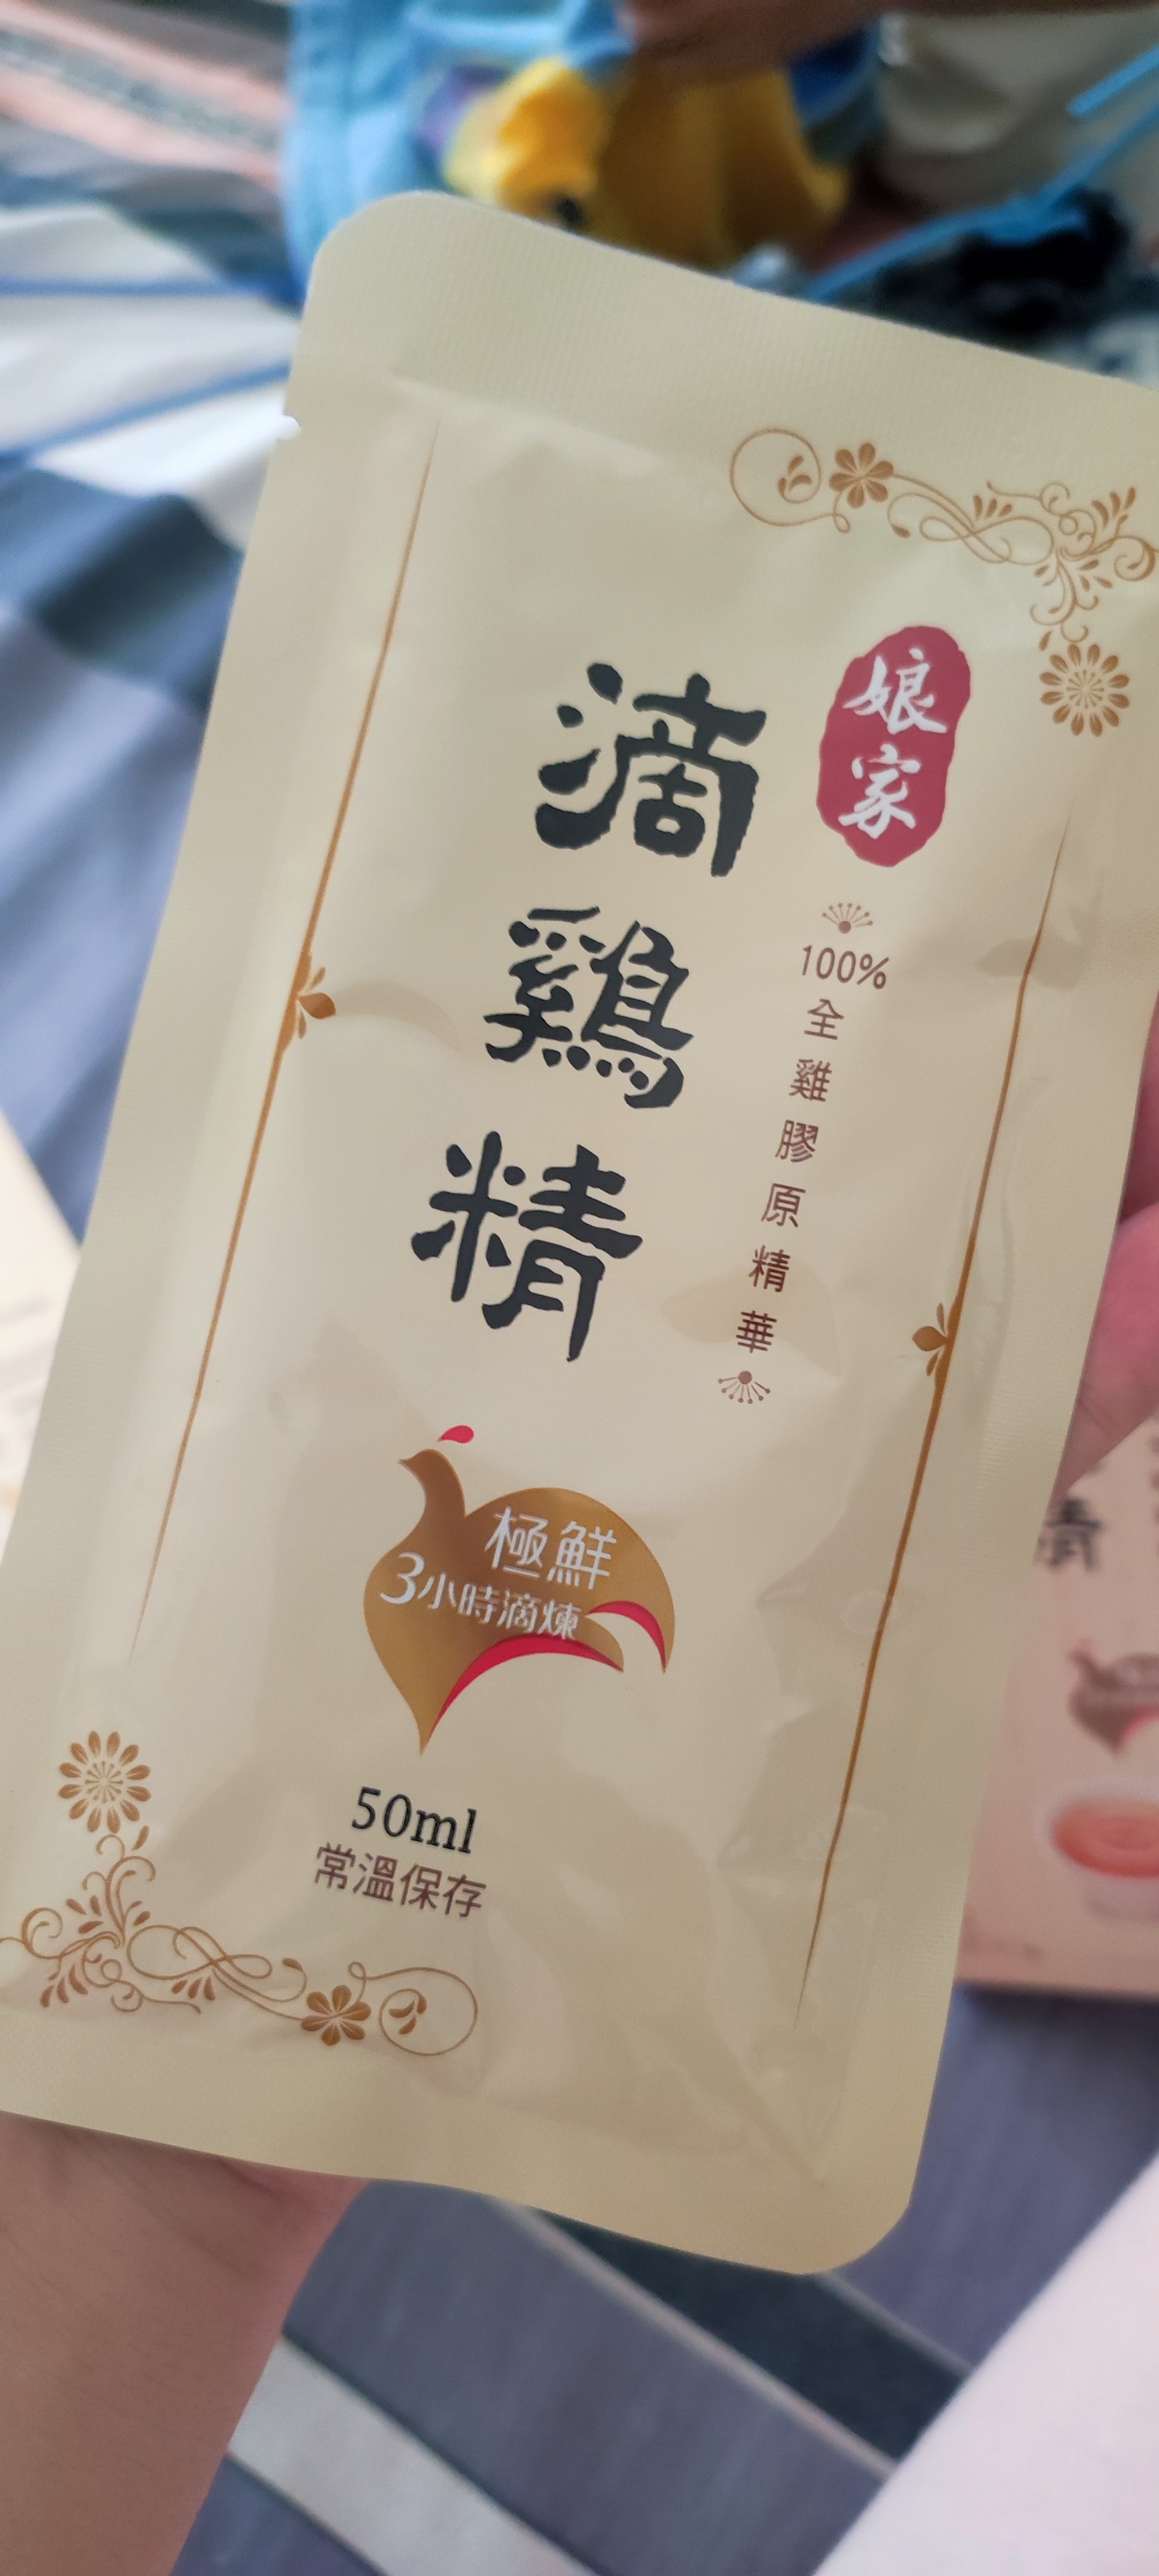 娘家
滴鷄精
100%全雞膠原精華
極鮮
3小時滴煉
50ml
常溫保存